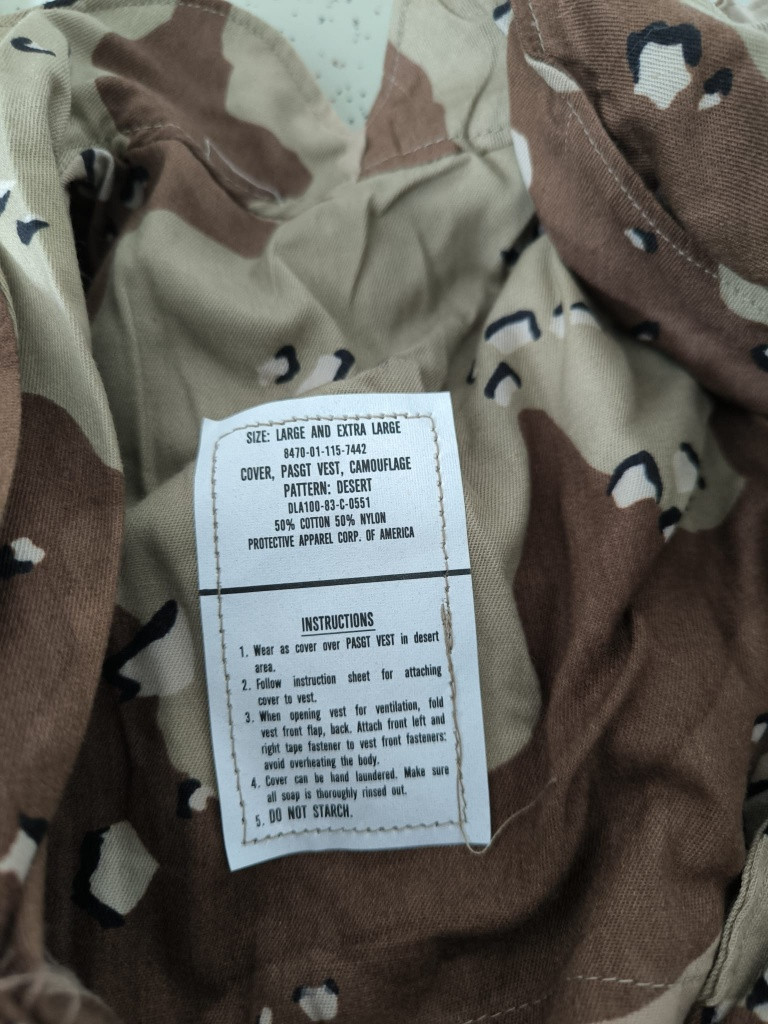 SIZE: LARGE AND EXTRA LARGE
8470-01-115-7442
COVER, PASGT VEST, CAMOUFLAGE
PATTERN: DESERT
DLA100-83-C-0551
50% COTTON 50% NYLON
PROTECTIVE APPAREL CORP. OF AMERICA
INSTRUCTIONS
1. Wear as cover over PASGT VEST in desert
area.
2. Follow instruction sheet for attaching
cover to vest.
3. When opening vest for ventilation, fold
vest front flap, back. Attach front left and
right tape fastener to vest front fasteners:
avoid overheating the body.
4. Cover can be hand laundered. Make sure
all soap is thoroughly rinsed out.
5. DO NOT STARCH.